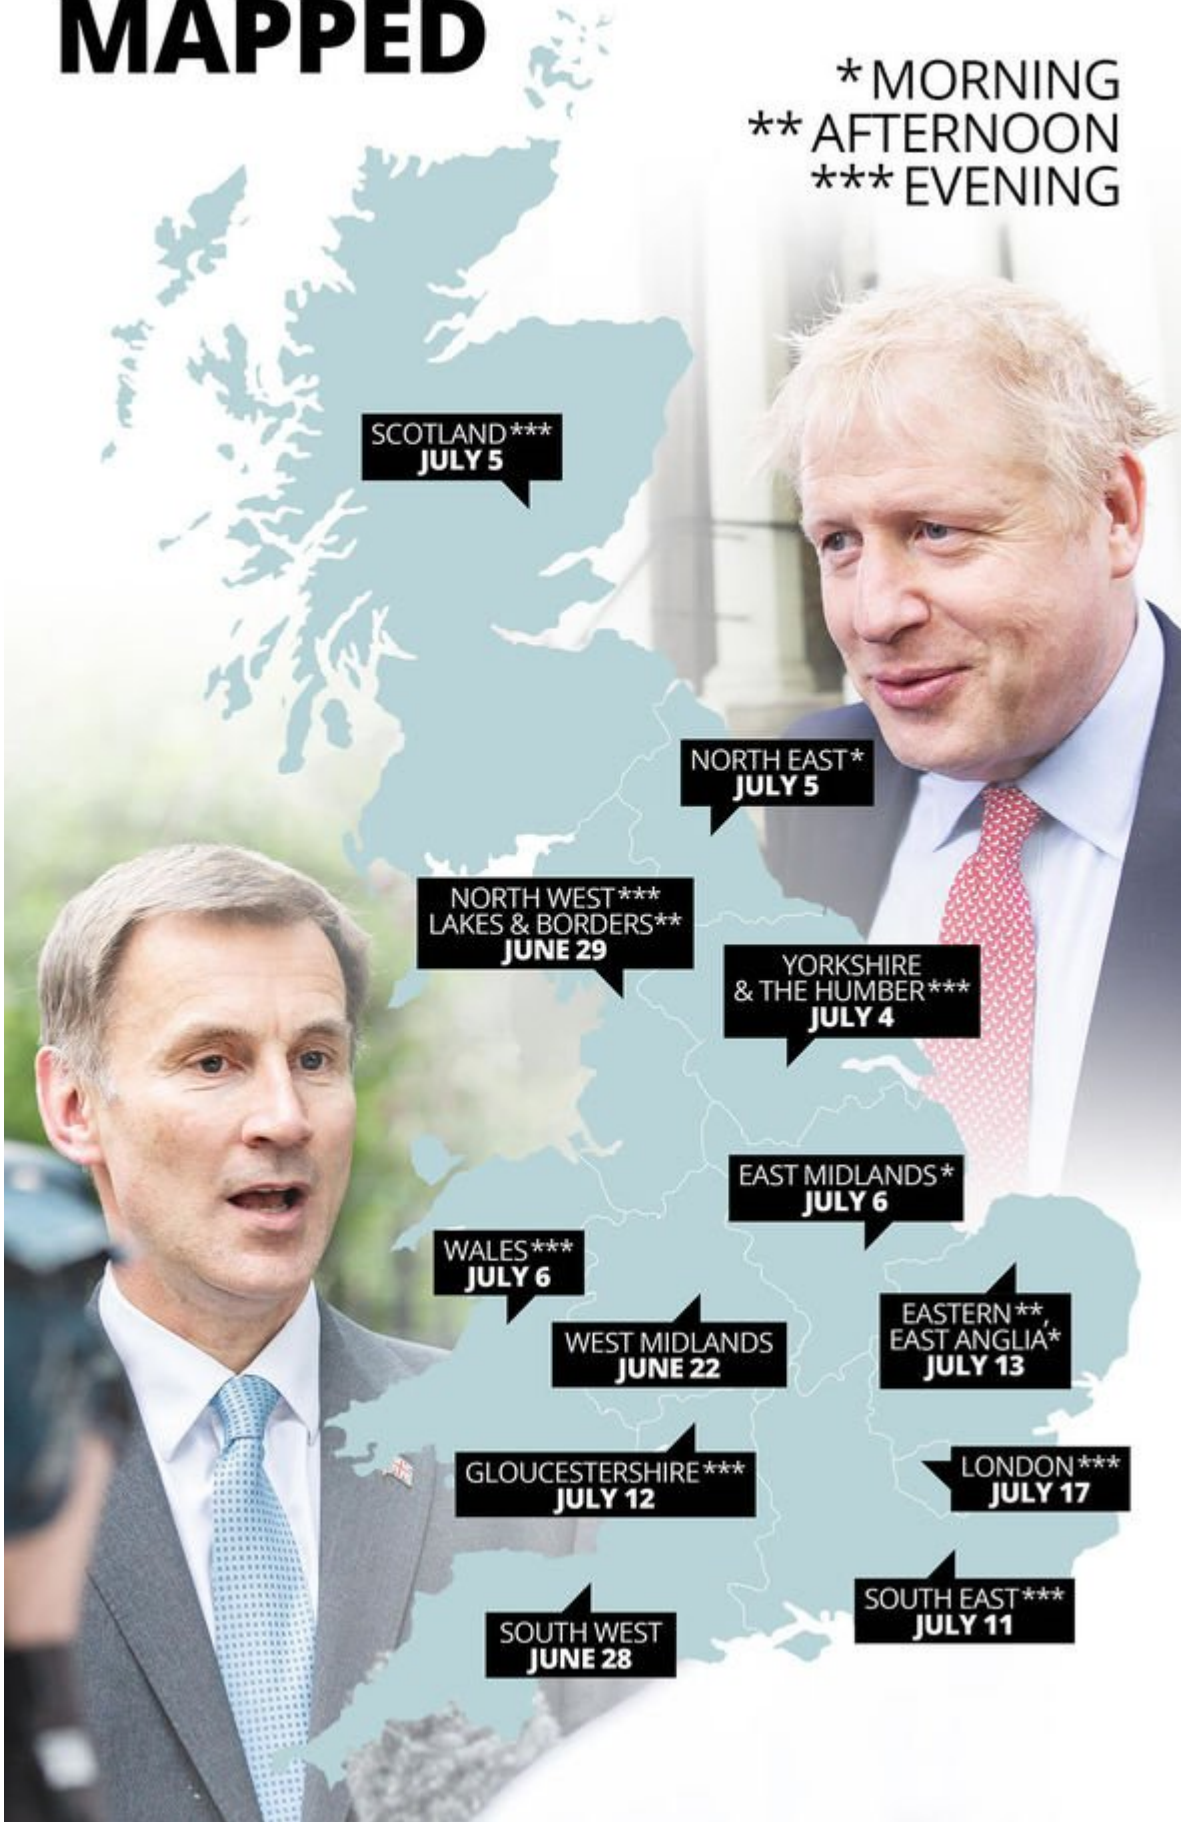 MAPPED
*MORNING
**AFTERNOON
***EVENING
SCOTLAND***
JULY 5
NORTH EAST*
JULY 5
NORTH WEST***
LAKES & BORDERS**
JUNE 29
YORKSHIRE
& THE HUMBER***
JULY 4
EAST MIDLANDS*
JULY 6
WALES***
JULY 6
WEST MIDLANDS
JUNE 22
EASTERN**,
EAST ANGLIA*
JULY 13
GLOUCESTERSHIRE***
JULY 12
LONDON***
JULY 17
SOUTH EAST***
JULY 11
SOUTH WEST
JUNE 28